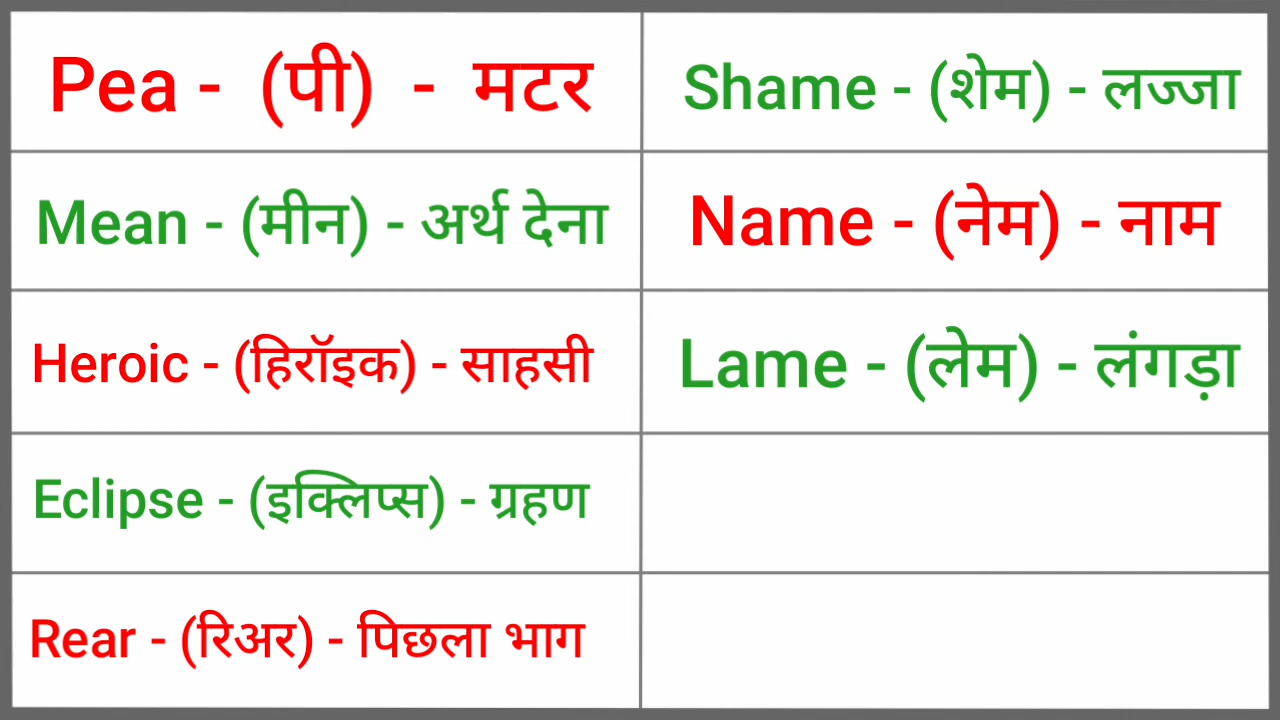 Pea - (पी) - मटर
Mean - (मीन) - अर्थ देना
Heroic - (हिरॉइक) - साहसी
Eclipse - (इक्लिप्स) - ग्रहण
Rear - (रिअर) - पिछला भाग
Shame - (शेम) - लज्जा
Name - (नेम) - नाम
Lame - (लेम) - लंगड़ा